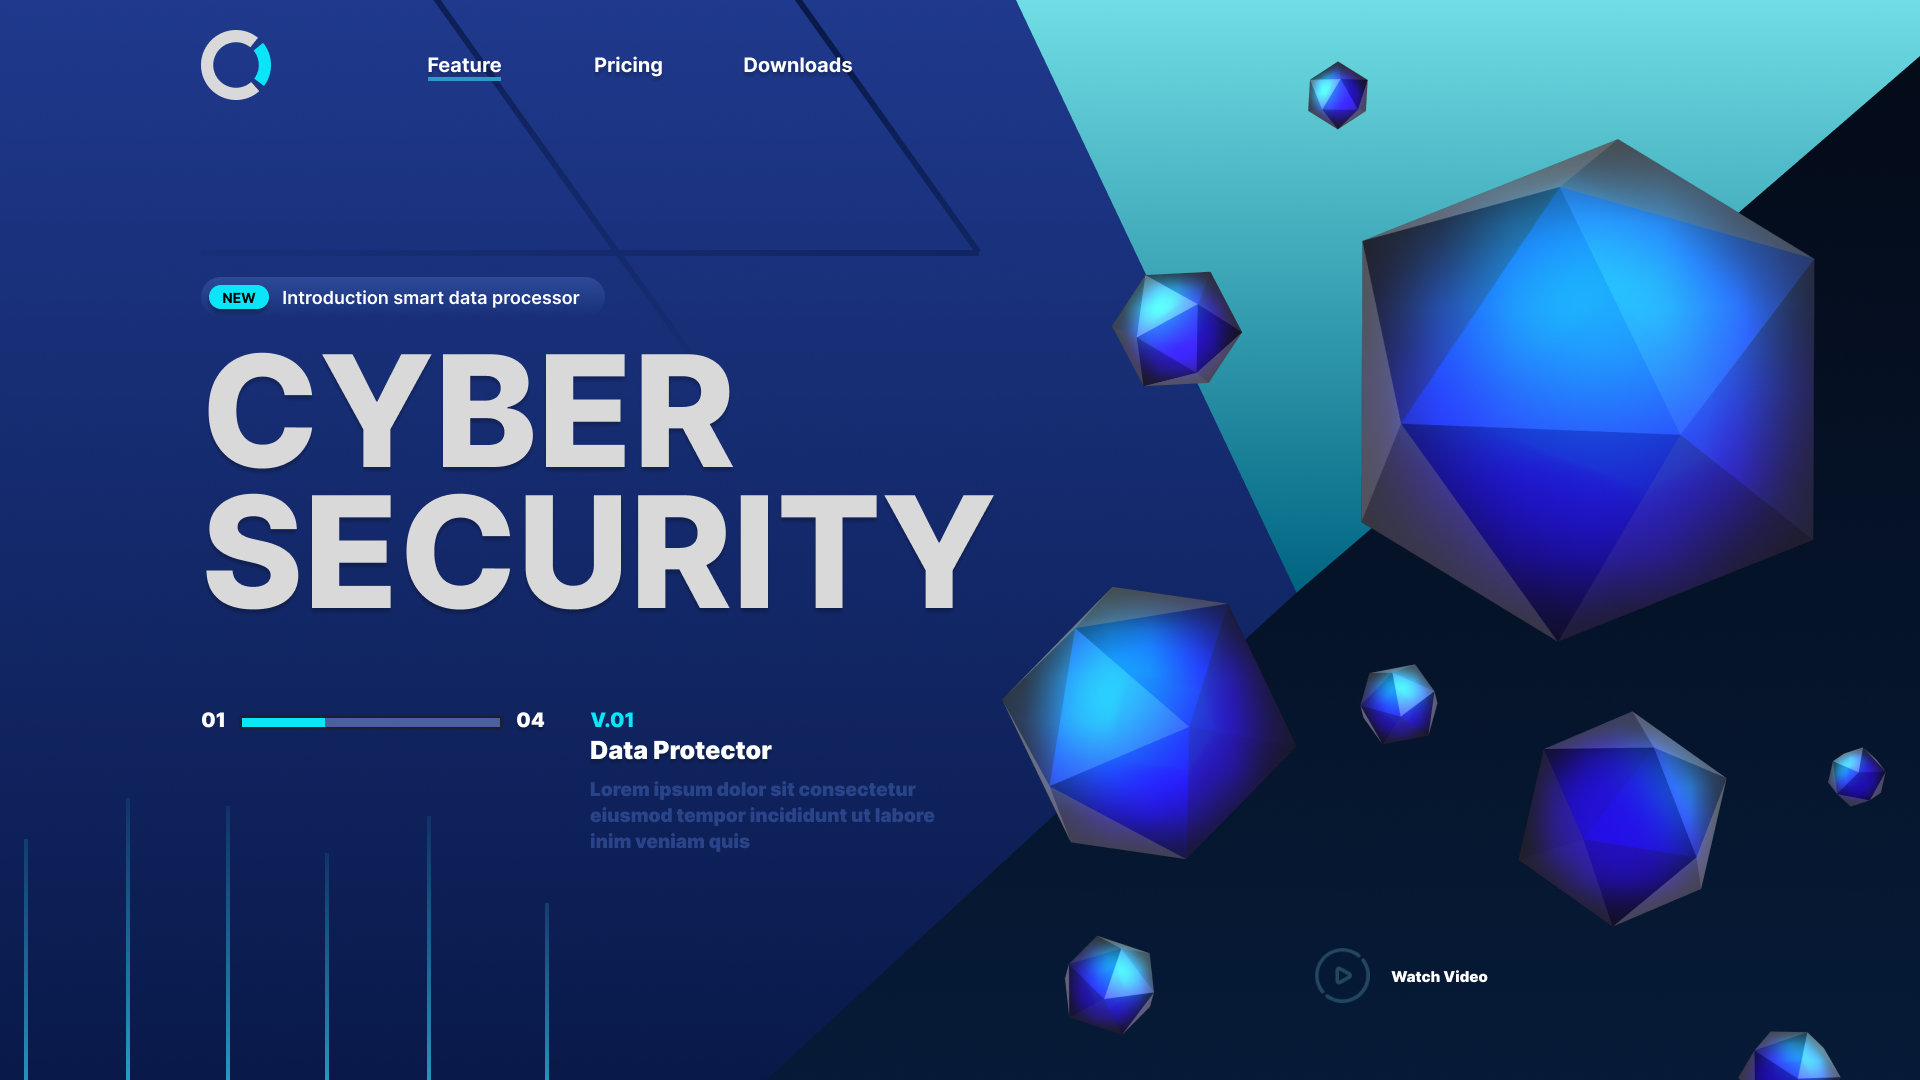 Feature Pricing Downloads
NEW Introduction smart data processor
CYBER
SECURITY
01 04
V.01
Data Protector
Lorem ipsum dolor sit consectetur
eiusmod tempor incididunt ut labore
inim veniam quis
Watch Video